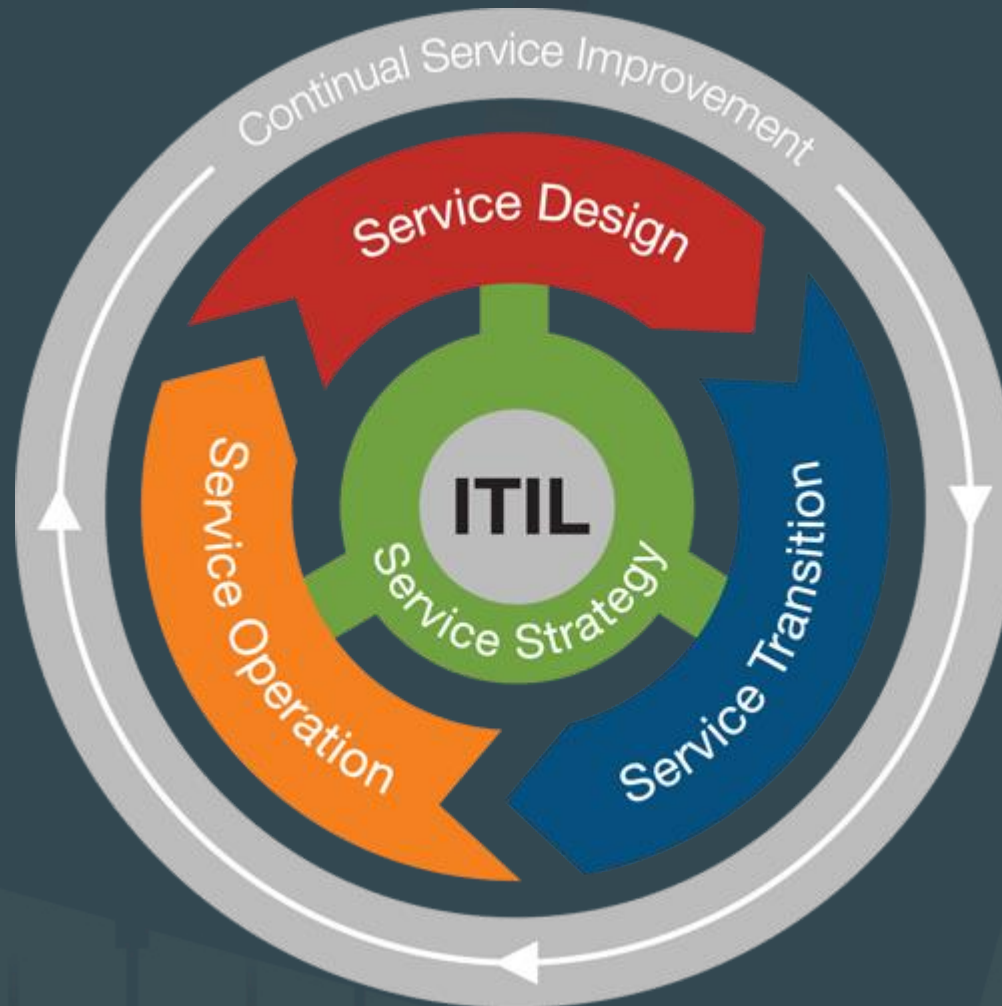 Continual Service Improvement
Service Design
Service Transition
Service Operation
Service Strategy
ITIL